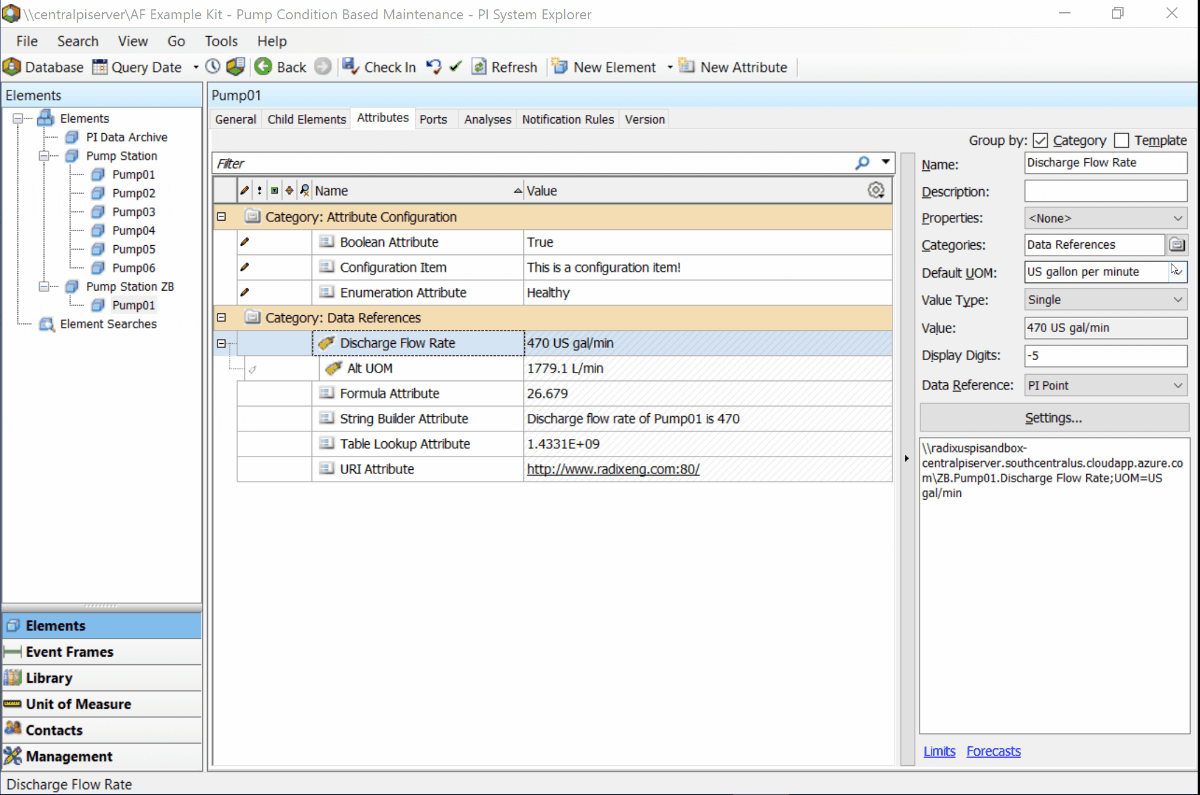 \\centralpiserver\AF Example Kit - Pump Condition Based Maintenance - PI System Explorer
File Search View Go Tools Help
Database Query Date Back Check In Refresh New Element New Attribute
Elements
Elements
PI Data Archive
Pump Station
Pump01
Pump02
Pump03
Pump04
Pump05
Pump06
Pump Station ZB
Pump01
Element Searches
Elements
Event Frames
Library
Unit of Measure
Contacts
Management
Pump01
General Child Elements Attributes Ports Analyses Notification Rules Version
Filter
Name Value
Category: Attribute Configuration
Boolean Attribute True
Configuration Item This is a configuration item!
Enumeration Attribute Healthy
Category: Data References
Discharge Flow Rate 470 US gal/min
Alt UOM 1779.1 L/min
Formula Attribute 26.679
String Builder Attribute Discharge flow rate of Pump01 is 470
Table Lookup Attribute 1.4331E+09
URI Attribute http://www.radixeng.com:80/
Group by: Category Template
Name: Discharge Flow Rate
Description:
Properties: <None>
Categories: Data References
Default UOM: US gallon per minute
Value Type: Single
Value: 470 US gal/min
Display Digits: -5
Data Reference: PI Point
Settings...
\\radixuspisandbox-
centralpiserver.southcentralus.cloudapp.azure.co
m\ZB.Pump01.Discharge Flow Rate;UOM=US
gal/min
Limits Forecasts
Discharge Flow Rate